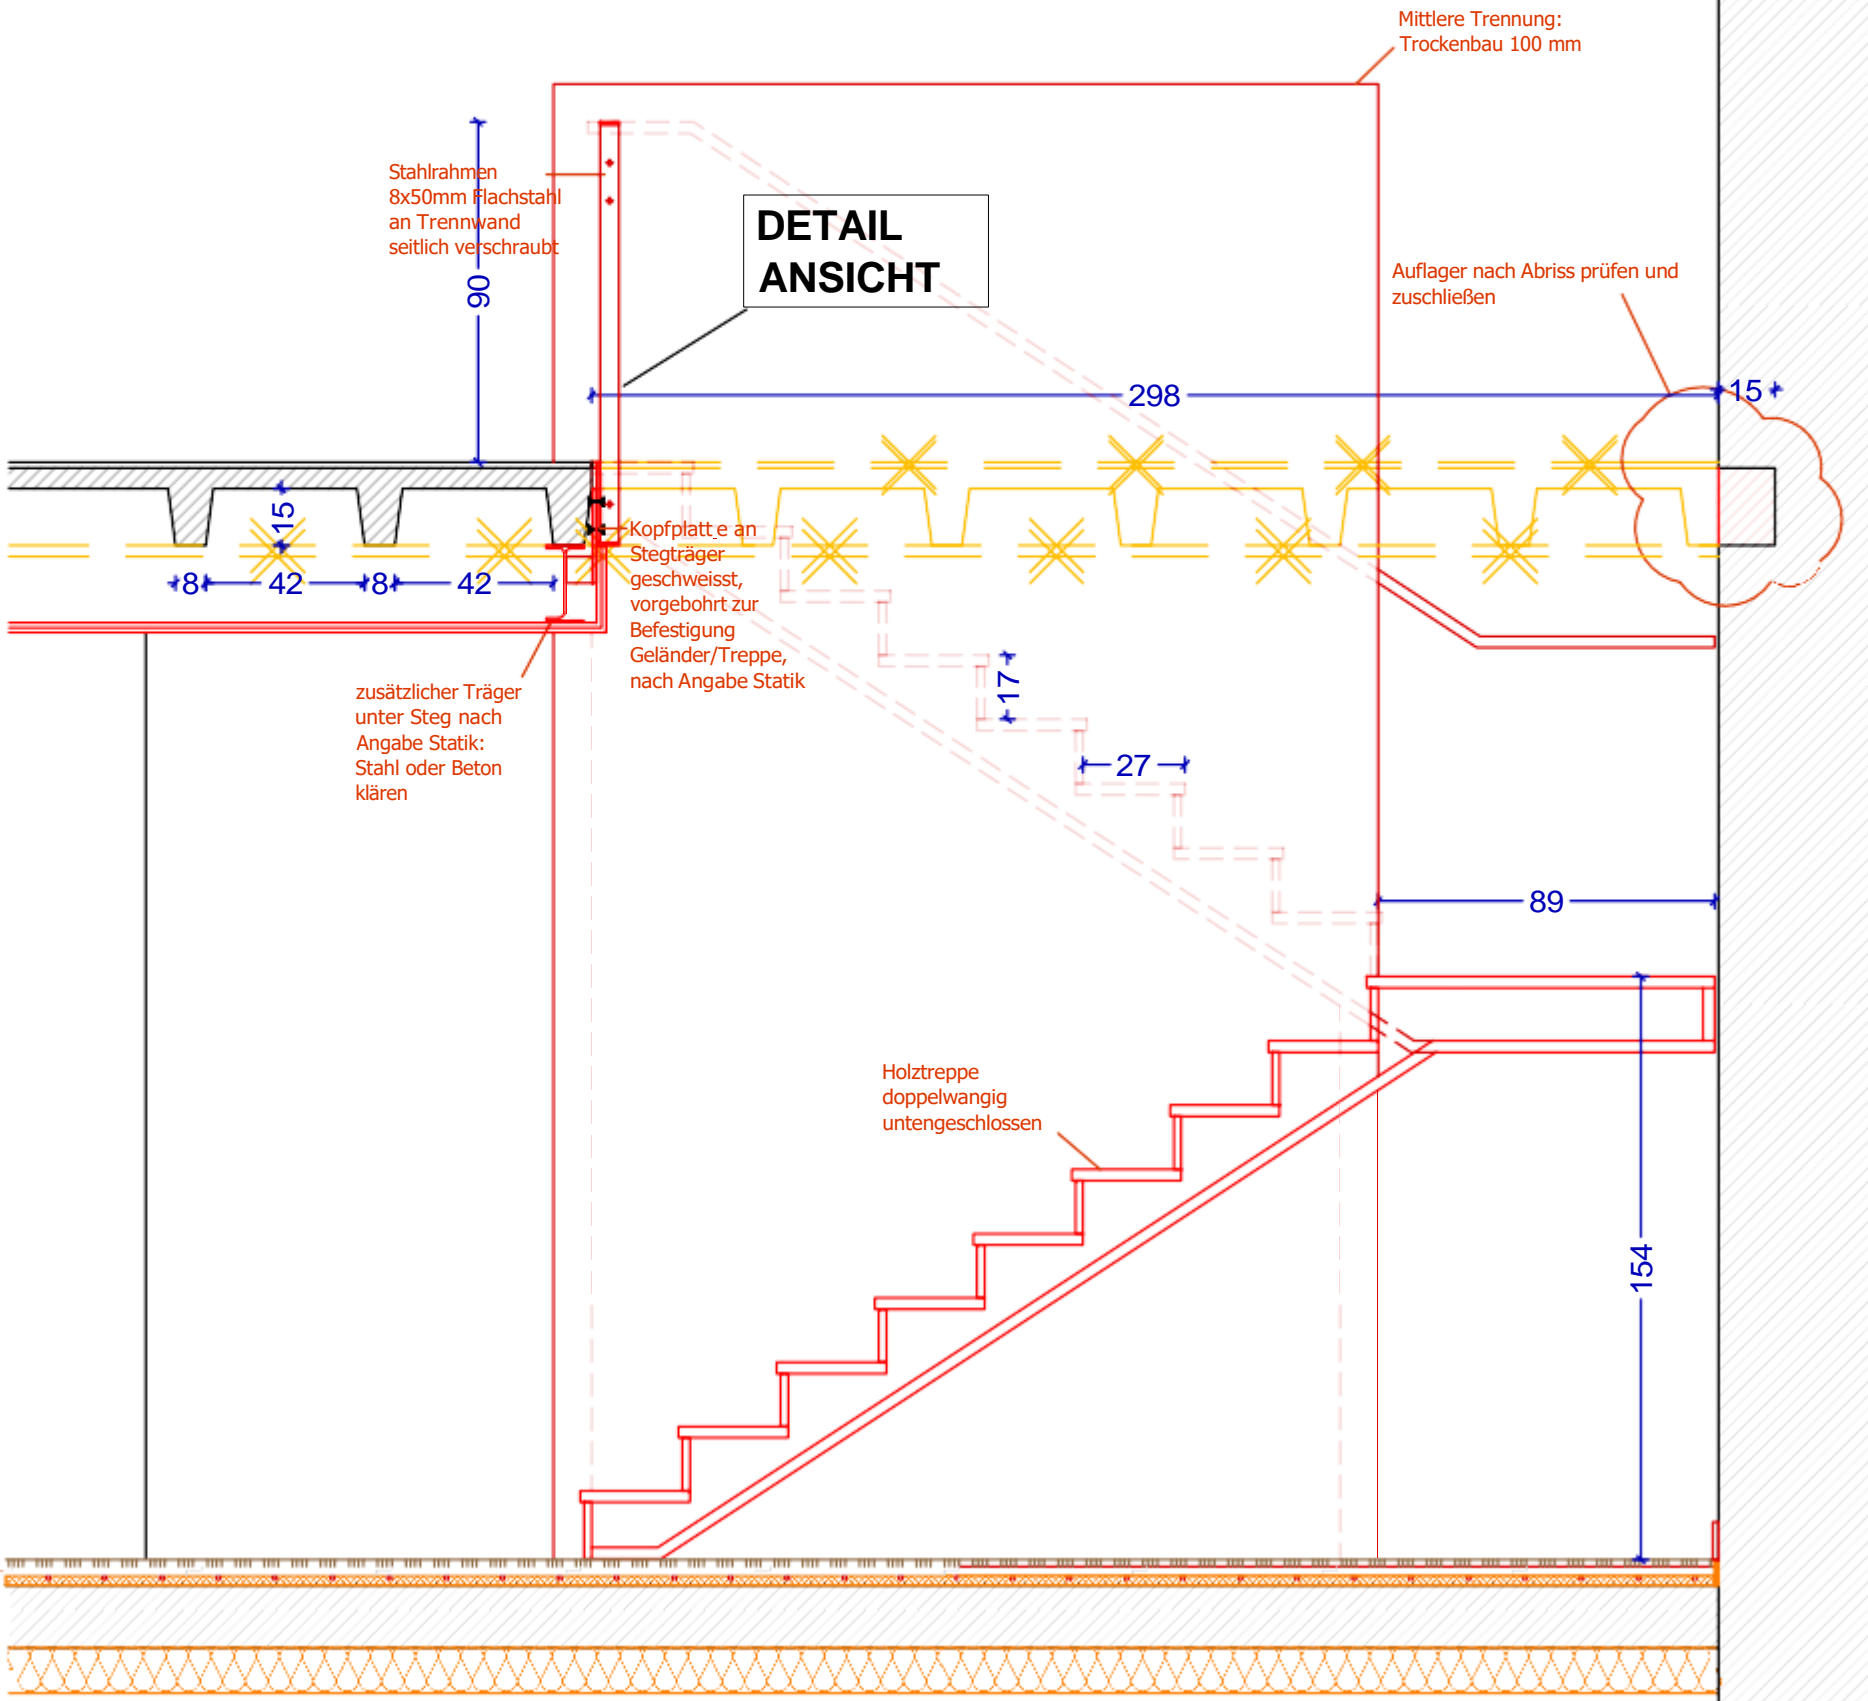 Mittlere Trennung:
Trockenbau 100 mm
Stahlrahmen
8x50mm Flachstahl
an Trennwand
seitlich verschraubt
90
DETAIL
ANSICHT
Auflager nach Abriss prüfen und
zuschließen
298
15
15
8
42
8
42
Kopfplatt e an
Stegträger
geschweisst,
vorgebohrt zur
Befestigung
Geländer/Treppe,
nach Angabe Statik
zusätzlicher Träger
unter Steg nach
Angabe Statik:
Stahl oder Beton
klären
17
27
89
Holztreppe
doppelwangig
untengeschlossen
154